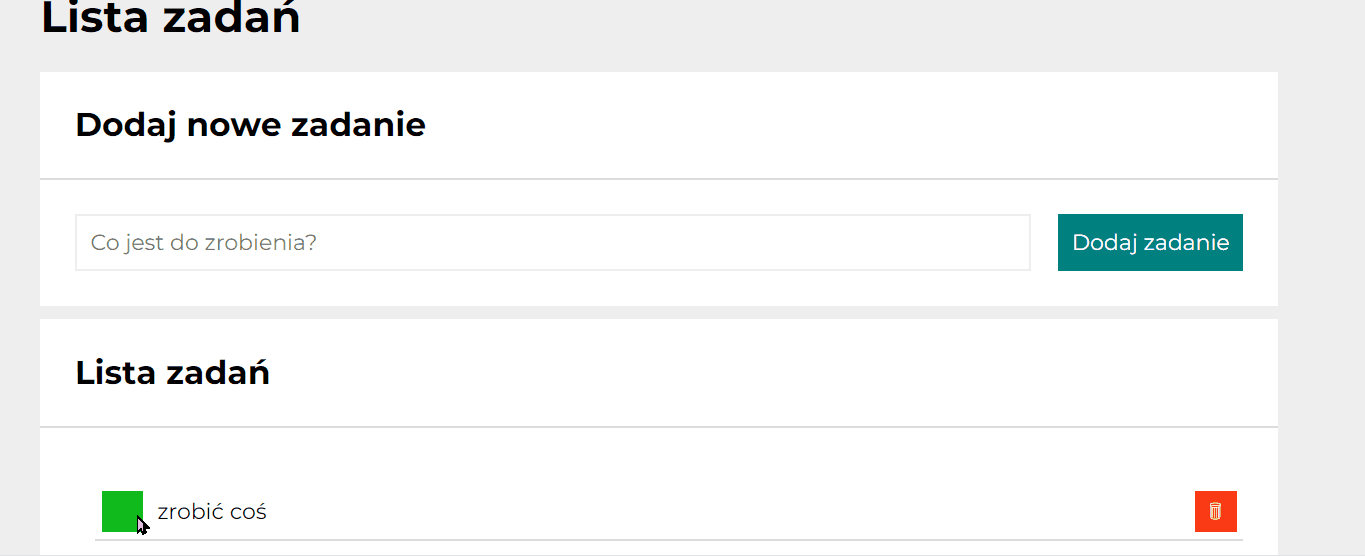 Lista zadań
Dodaj nowe zadanie
Co jest do zrobienia?
Dodaj zadanie
Lista zadań
zrobić coś